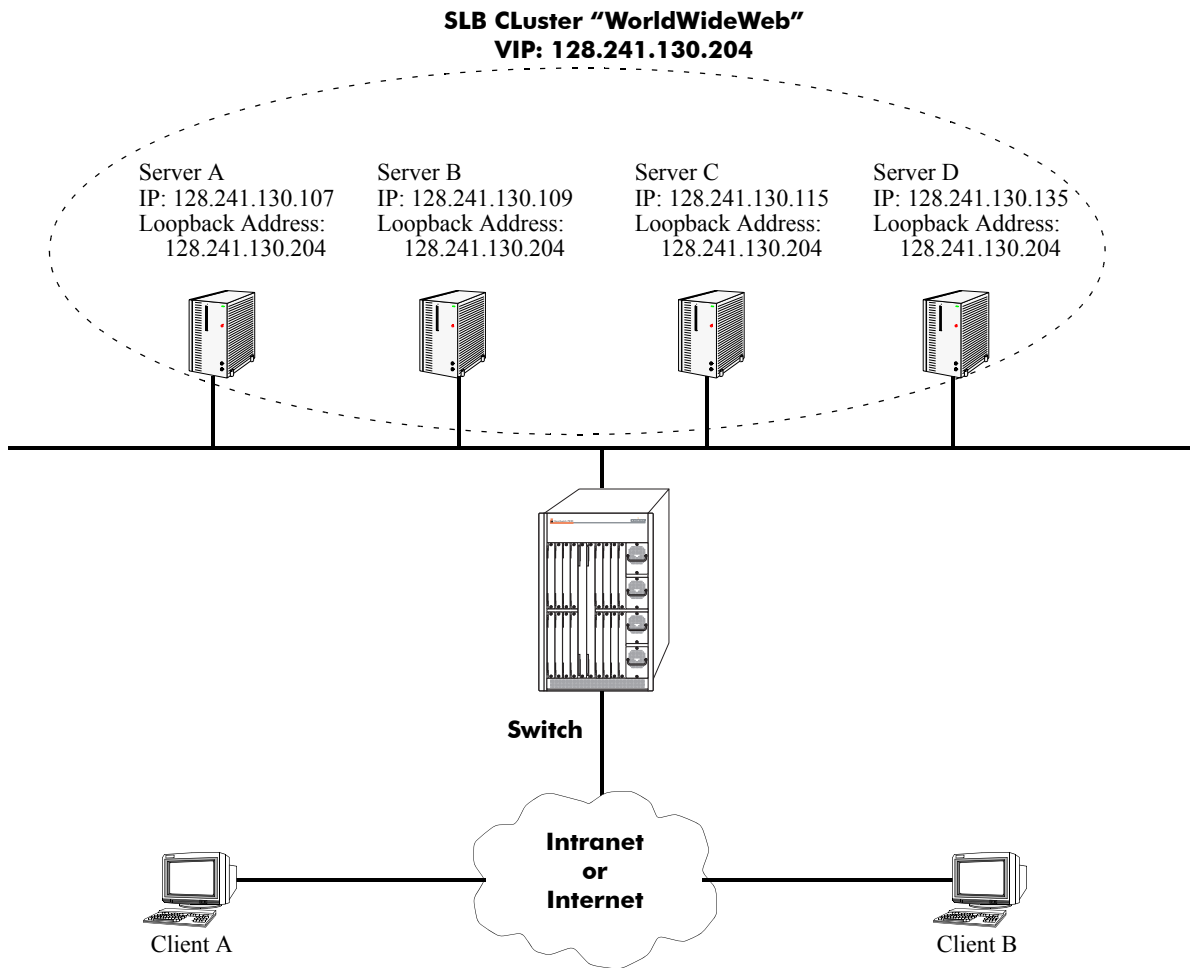 SLB CLuster “WorldWideWeb”
VIP: 128.241.130.204
Server A
IP: 128.241.130.107
Loopback Address:
128.241.130.204
Server B
IP: 128.241.130.109
Loopback Address:
128.241.130.204
Server C
IP: 128.241.130.115
Loopback Address:
128.241.130.204
Server D
IP: 128.241.130.135
Loopback Address:
128.241.130.204
Switch
Intranet
or
Internet
Client A
Client B